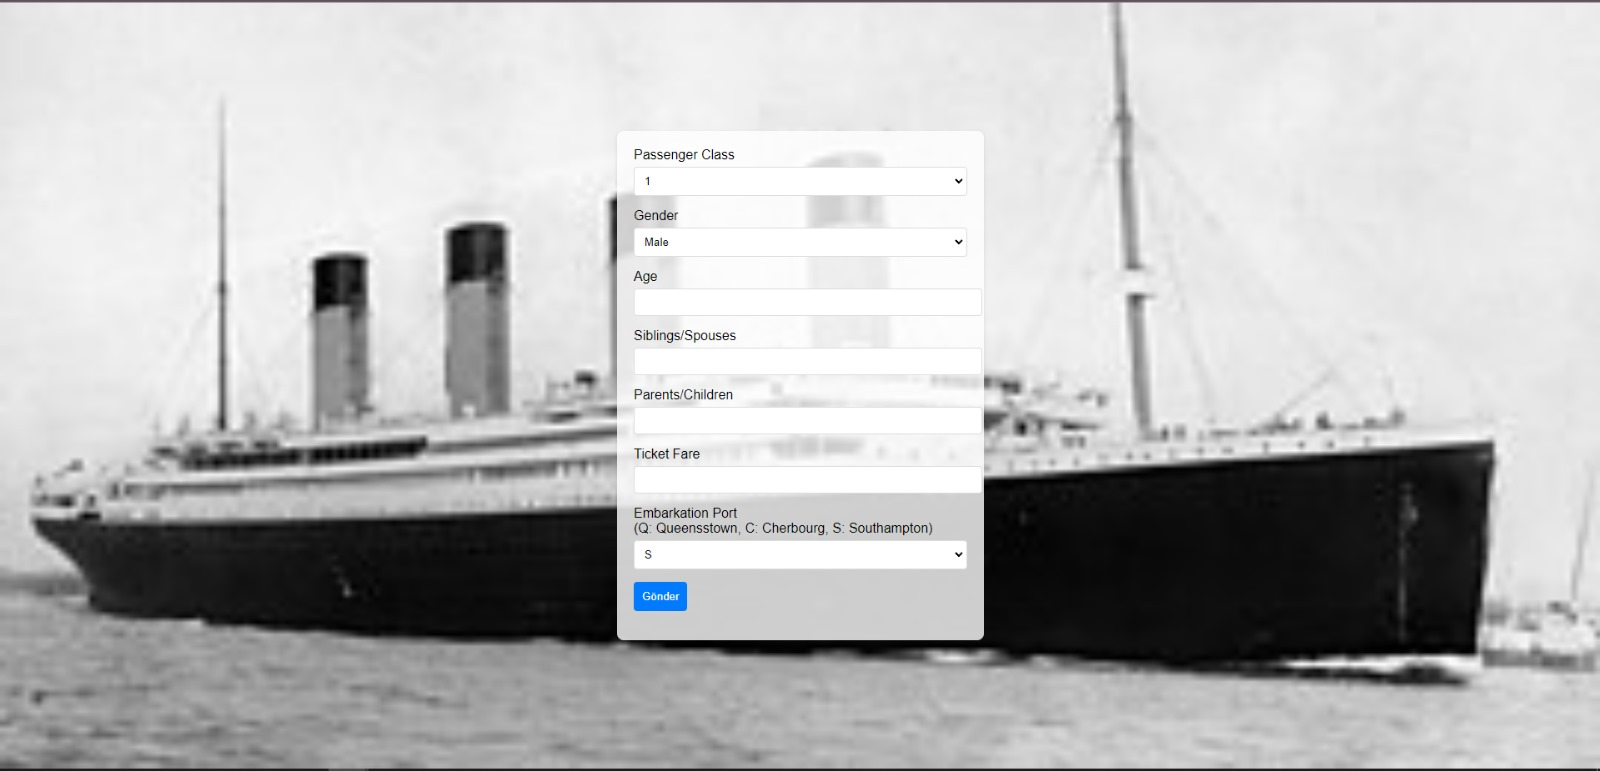 Passenger Class
1
Gender
Male
Age
Siblings/Spouses
Parents/Children
Ticket Fare
Embarkation Port
(Q: Queensstown, C: Cherbourg, S: Southampton)
S
Gönder